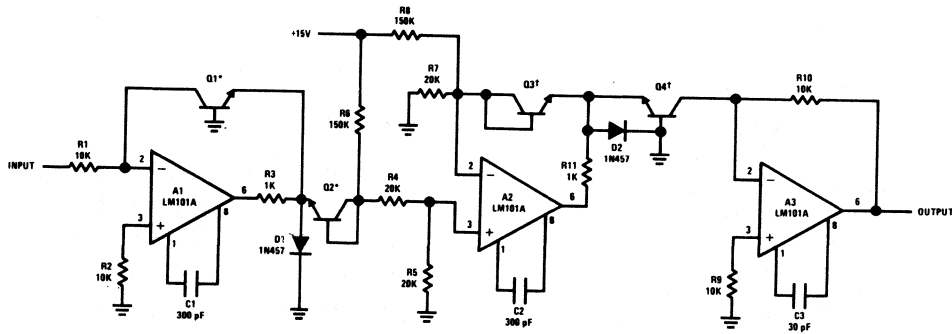 R8
150K
+15V
Q1*
R7
20K
Q3†
Q4†
R10
10K
R6
150K
D2
1N457
INPUT
R1
10K
2
R11
1K
2
2
A1
LM101A
6
R3
1K
Q2*
R4
20K
A2
LM101A
6
A3
LM101A
6
OUTPUT
8
3
1
D1
1N457
3
1
8
3
1
8
R2
10K
R5
20K
R9
10K
C1
300 pF
C2
300 pF
C3
30 pF